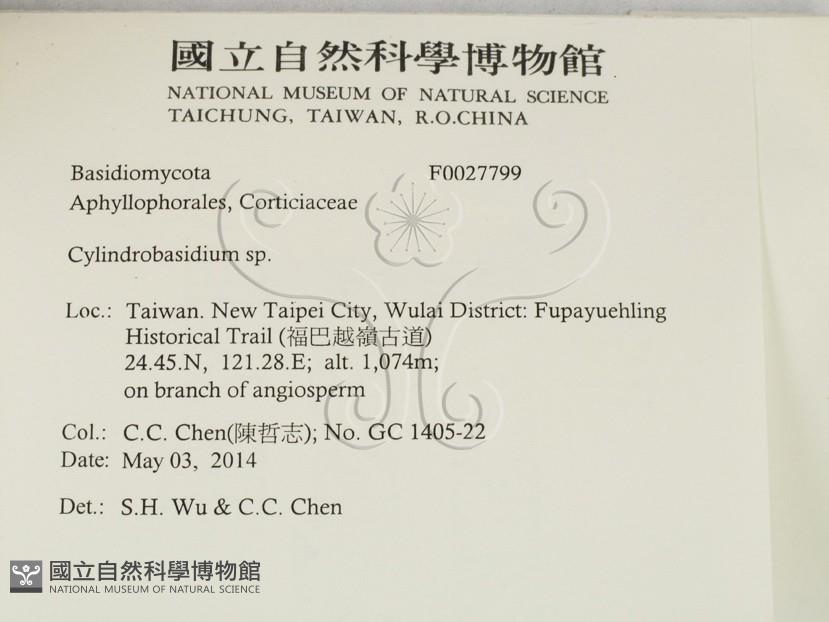 國立自然科學博物館
NATIONAL MUSEUM OF NATURAL SCIENCE
TAICHUNG, TAIWAN, R.O.CHINA
Basidiomycota F0027799
Aphyllophorales, Corticiaceae
Cylindrobasidium sp.
Loc.: Taiwan. New Taipei City, Wulai District: Fupayuehling
Historical Trail (福巴越嶺古道)
24.45.N, 121.28.E; alt. 1,074m;
on branch of angiosperm
Col.: C.C. Chen(陳哲志); No. GC 1405-22
Date: May 03, 2014
Det.: S.H. Wu & C.C. Chen
國立自然科學博物館
NATIONAL MUSEUM OF NATURAL SCIENCE